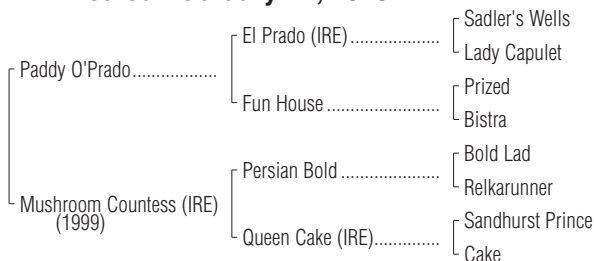 Sadler's Wells
El Prado (IRE)....................
Lady Capulet
Paddy O'Prado.................
Prized
Fun House .......................
Bistra
Bold Lad
Persian Bold ....................
Relkarunner
Mushroom Countess (IRE)
(1999)
Sandhurst Prince
Queen Cake (IRE)..............
Cake